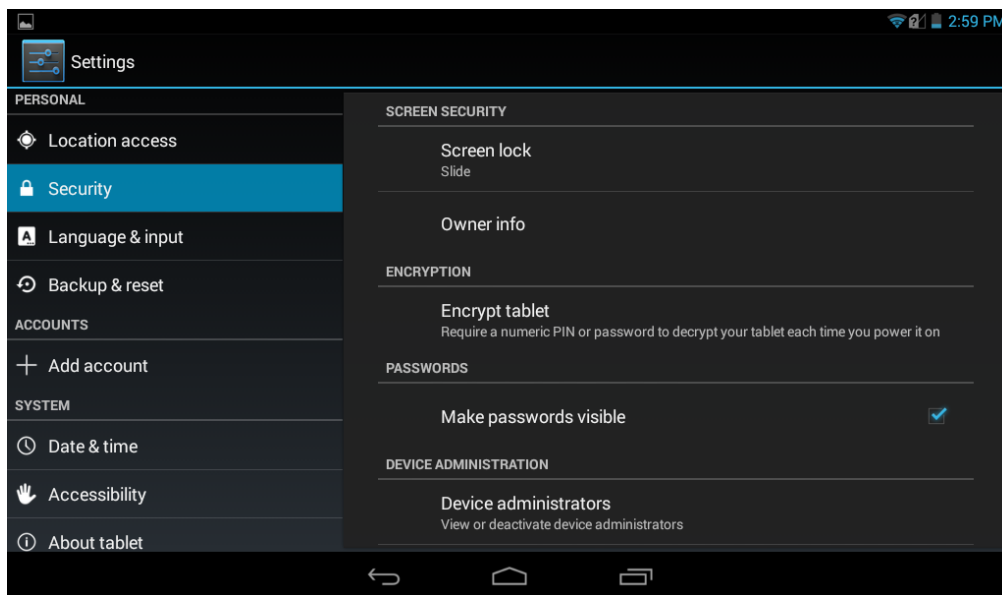 2:59 PM
Settings
PERSONAL
Location access
Security
Language & input
Backup & reset
ACCOUNTS
Add account
SYSTEM
Date & time
Accessibility
About tablet
SCREEN SECURITY
Screen lock
Slide
Owner info
ENCRYPTION
Encrypt tablet
Require a numeric PIN or password to decrypt your tablet each time you power it on
PASSWORDS
Make passwords visible
DEVICE ADMINISTRATION
Device administrators
View or deactivate device administrators